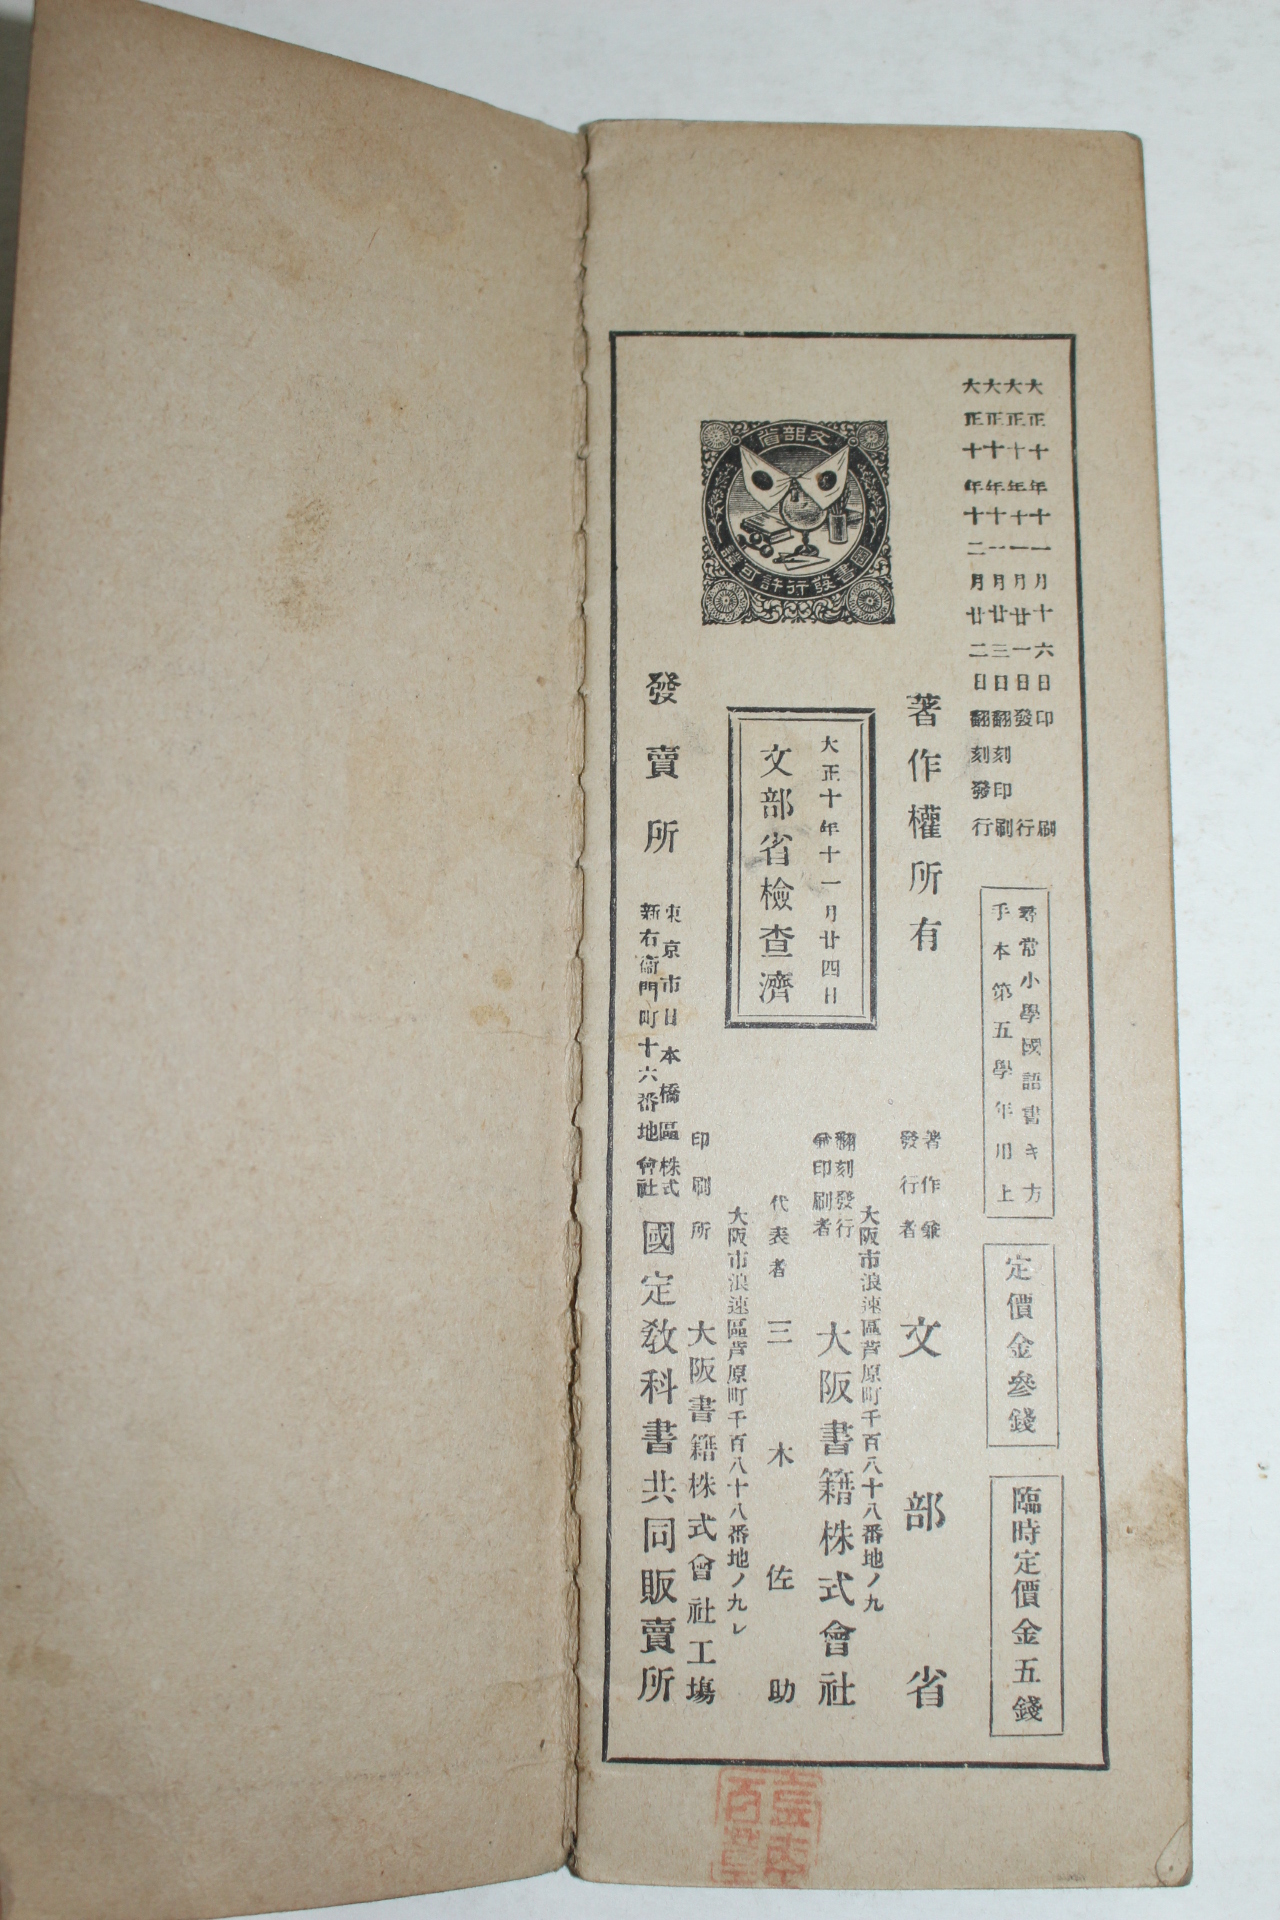 大正十年十一月十六日印刷
大正十年十一月廿一日發行
大正十年十一月廿三日翻刻印刷
大正十年十二月廿二日翻刻發行
尋常小學國語書キ方
手本第五學年用上
定價金參錢
臨時定價金五錢
著作權所有
著作兼
發行者
文部省
大正十年十一月廿四日
文部省檢查濟
文部省
圖書發行許可證
大阪市浪速區芦原町千百八十八番地ノ九
翻刻發行
兼印刷者
大阪書籍株式會社
代表者 三木佐助
大阪市浪速區芦原町千百八十八番地ノ九レ
印刷所 大阪書籍株式會社工場
發賣所
東京市日本橋區
新右衞門町十六番地
株式
會社
國定教科書共同販賣所